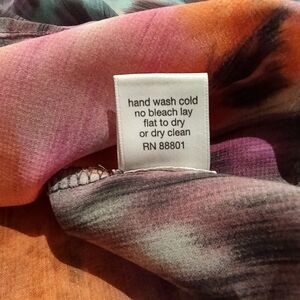 hand wash cold
no bleach lay
flat to dry
or dry clean
RN 88801